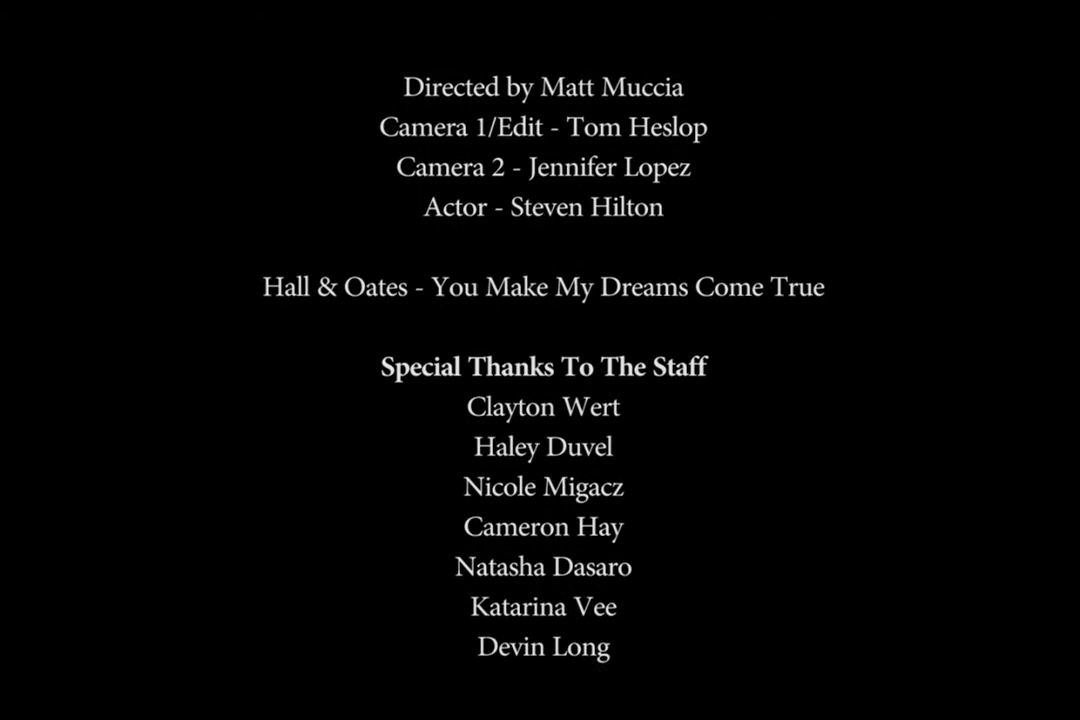 Directed by Matt Muccia
Camera 1/Edit - Tom Heslop
Camera 2 - Jennifer Lopez
Actor - Steven Hilton
Hall & Oates - You Make My Dreams Come True
Special Thanks To The Staff
Clayton Wert
Haley Duvel
Nicole Migacz
Cameron Hay
Natasha Dasaro
Katarina Vee
Devin Long